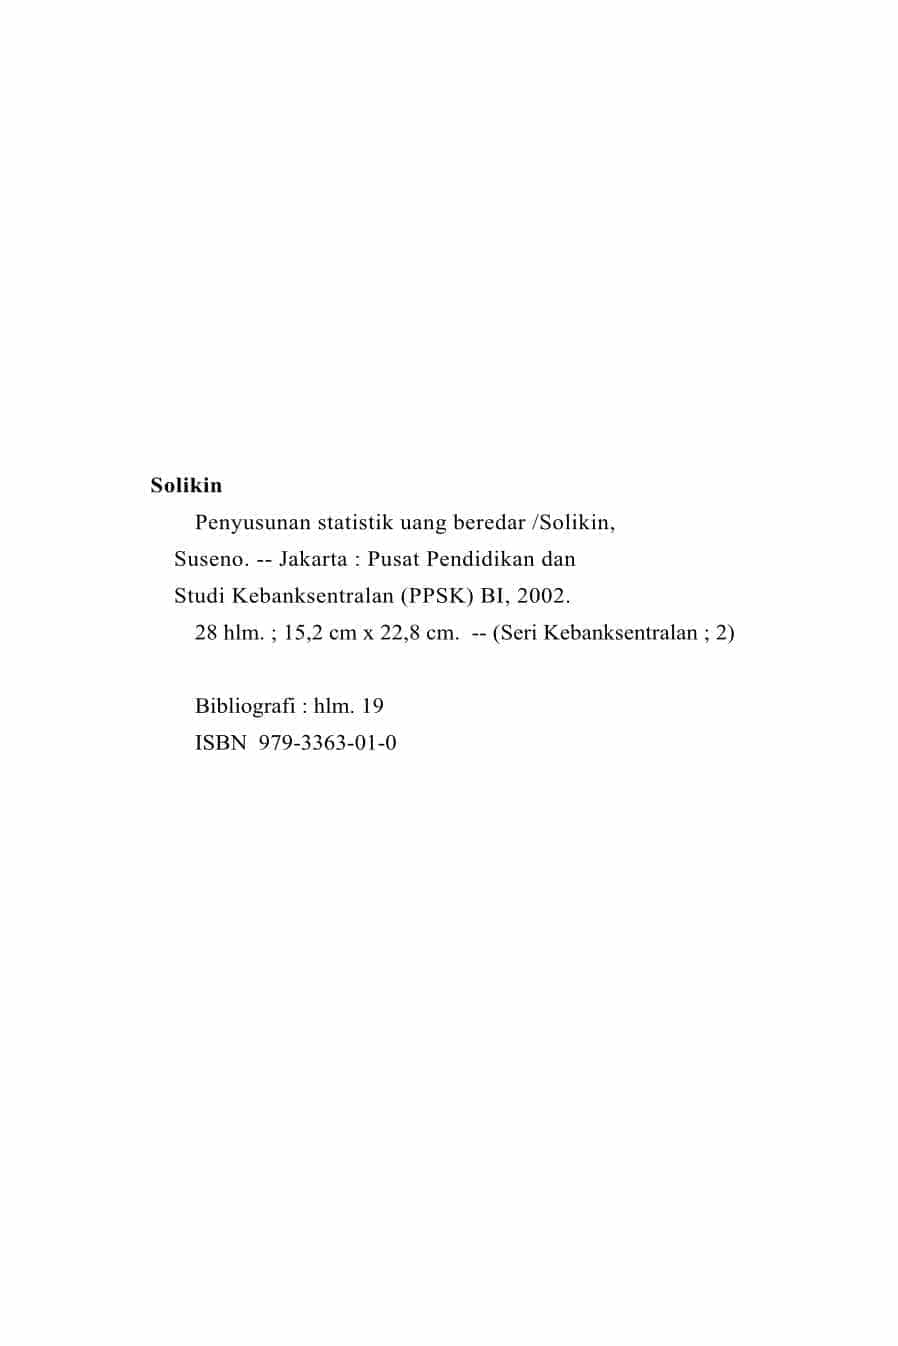 Solikin
Penyusunan statistik uang beredar /Solikin,
Suseno. -- Jakarta : Pusat Pendidikan dan
Studi Kebanksentralan (PPSK) BI, 2002.
28 hlm. ; 15,2 cm x 22,8 cm.  -- (Seri Kebanksentralan ; 2)
Bibliografi : hlm. 19
ISBN  979-3363-01-0